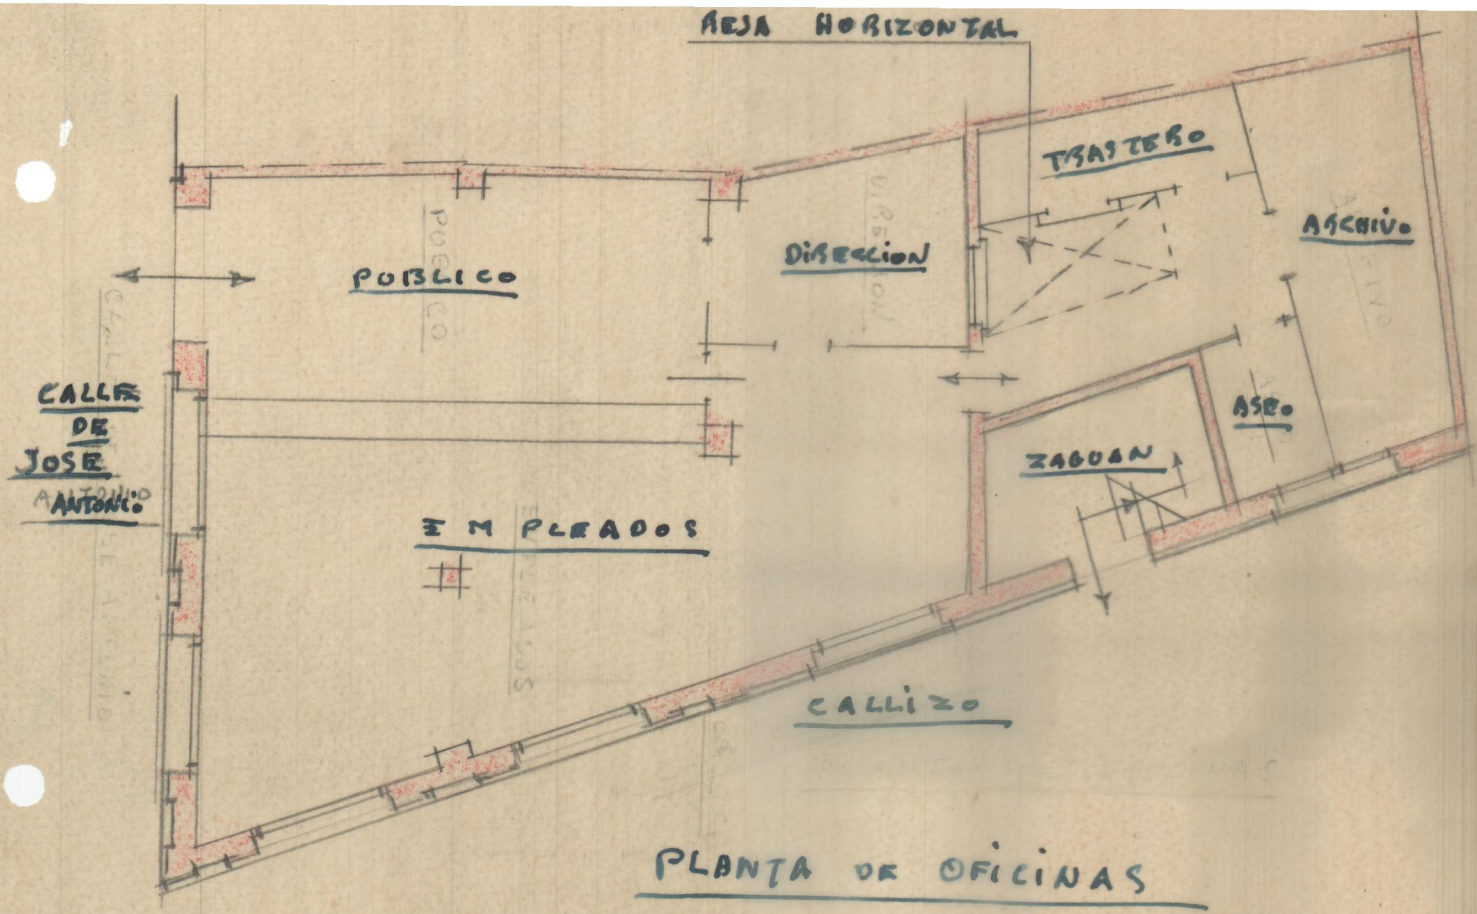 REJA HORIZONTAL
TRASTERO
ARCHIVO
DIRECCION
PUBLICO
CALLE
DE
JOSE
ANTONIO
ASEO
ZAGUAN
EMPLEADOS
CALLIZO
PLANTA DE OFICINAS